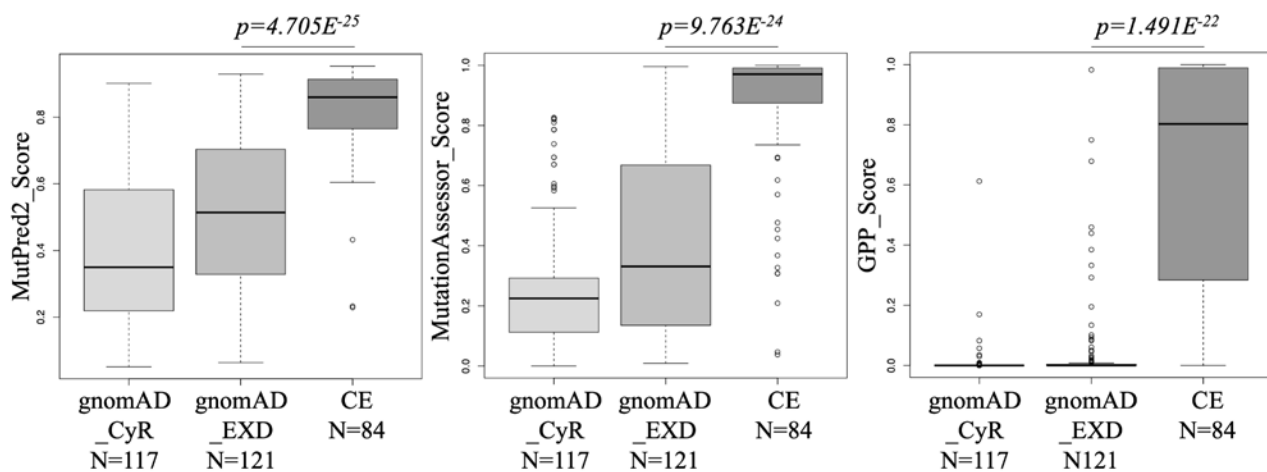 p=4.705E-25
p=9.763E-24
p=1.491E-22
MutPred2_Score
0.2
0.4
0.6
0.8
gnomAD
_CyR
N=117
gnomAD
_EXD
N=121
CE
N=84
MutationAssessor_Score
0.0
0.2
0.4
0.6
0.8
1.0
gnomAD
_CyR
N=117
gnomAD
_EXD
N=121
CE
N=84
GPP_Score
0.0
0.2
0.4
0.6
0.8
1.0
gnomAD
_CyR
N=117
gnomAD
_EXD
N121
CE
N=84